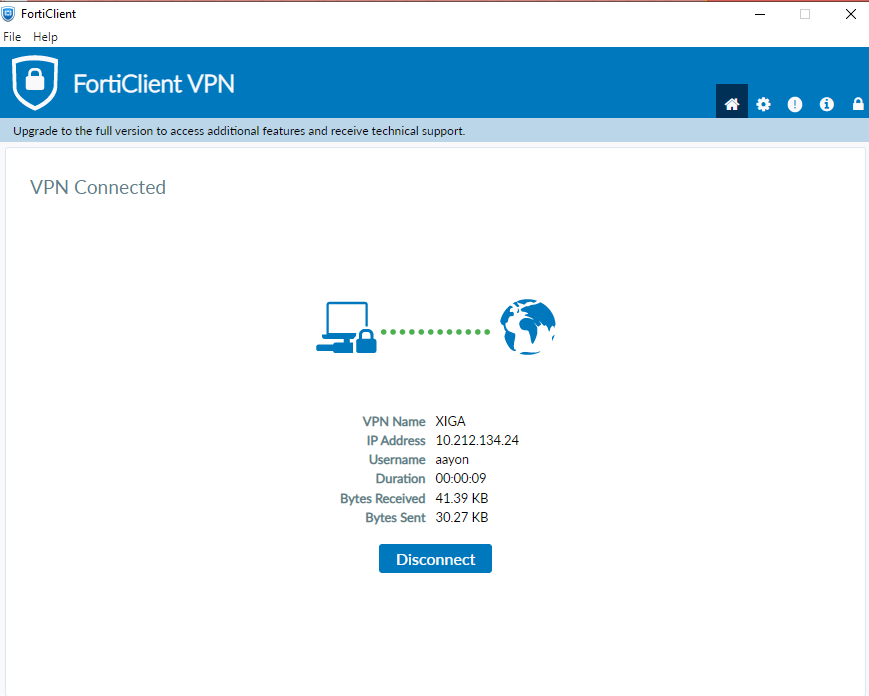 FortiClient
File Help
FortiClient VPN
Upgrade to the full version to access additional features and receive technical support.
VPN Connected
VPN Name XIGA
IP Address 10.212.134.24
Username aayon
Duration 00:00:09
Bytes Received 41.39 KB
Bytes Sent 30.27 KB
Disconnect